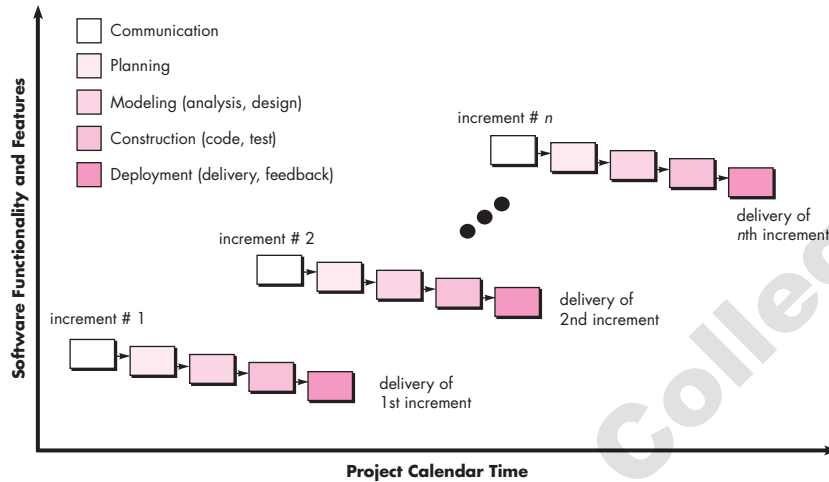 Software Functionality and Features
Communication
Planning
Modeling (analysis, design)
Construction (code, test)
Deployment (delivery, feedback)
increment # n
delivery of
nth increment
increment # 2
delivery of
2nd increment
increment # 1
delivery of
1st increment
Project Calendar Time
Collec